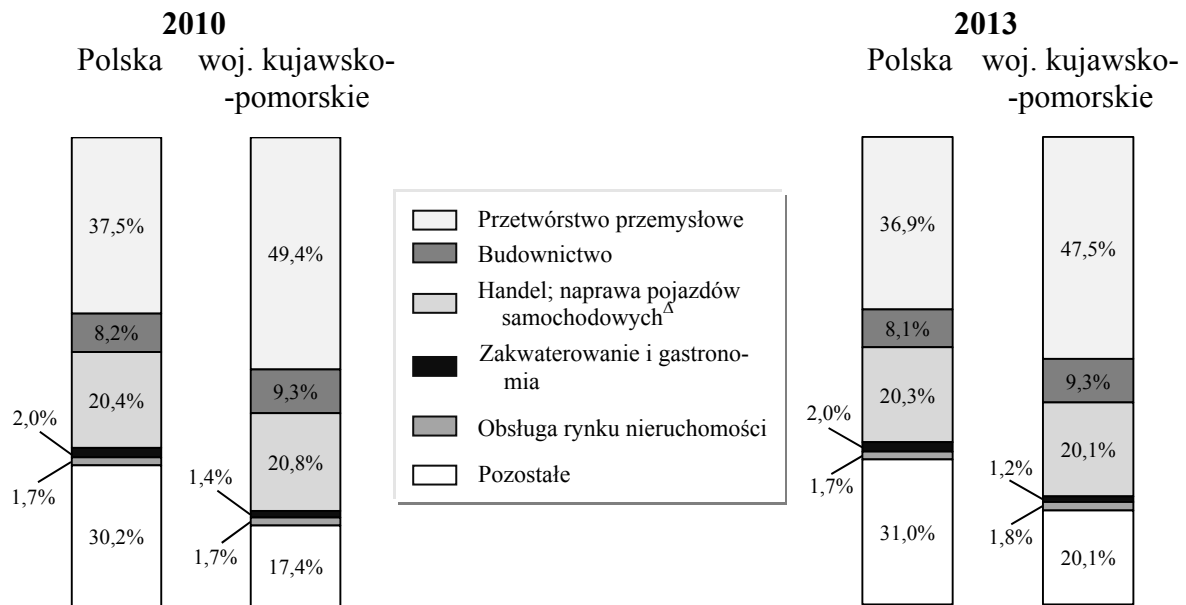 2010
Polska
woj. kujawsko-
-pomorskie
37,5%
8,2%
20,4%
2,0%
1,7%
30,2%
49,4%
9,3%
20,8%
1,4%
1,7%
17,4%
Przetwórstwo przemysłowe
Budownictwo
Handel; naprawa pojazdów
samochodowych^Δ
Zakwaterowanie i gastrono-
mia
Obsługa rynku nieruchomości
Pozostałe
2013
Polska
woj. kujawsko-
-pomorskie
36,9%
8,1%
20,3%
2,0%
1,7%
31,0%
47,5%
9,3%
20,1%
1,2%
1,8%
20,1%